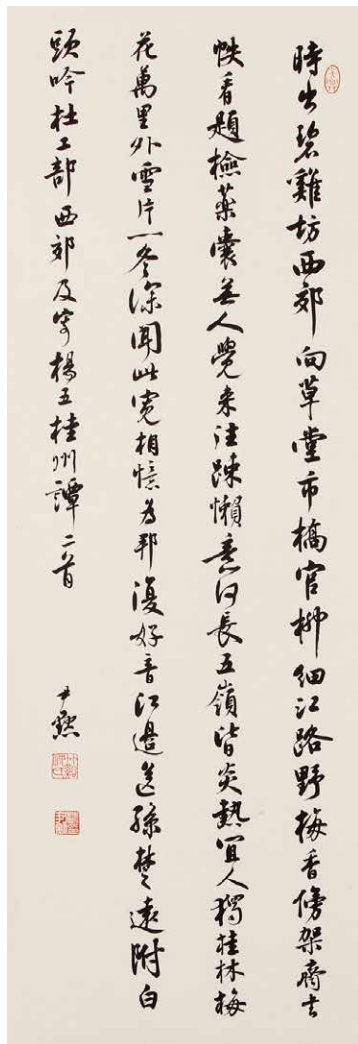 時出碧雞坊西郊向草堂市橋官柳細江路野梅香傍架齊書
帙看題檢藥囊無人覺來往疎懶意何長五嶺皆炎熱宜人獨桂林梅
花萬里外雪片一冬深聞此寬相憶為邦復好音江邊送孫楚遠附白
頭吟杜工部西郊及寄楊五桂州譚二首
尹默